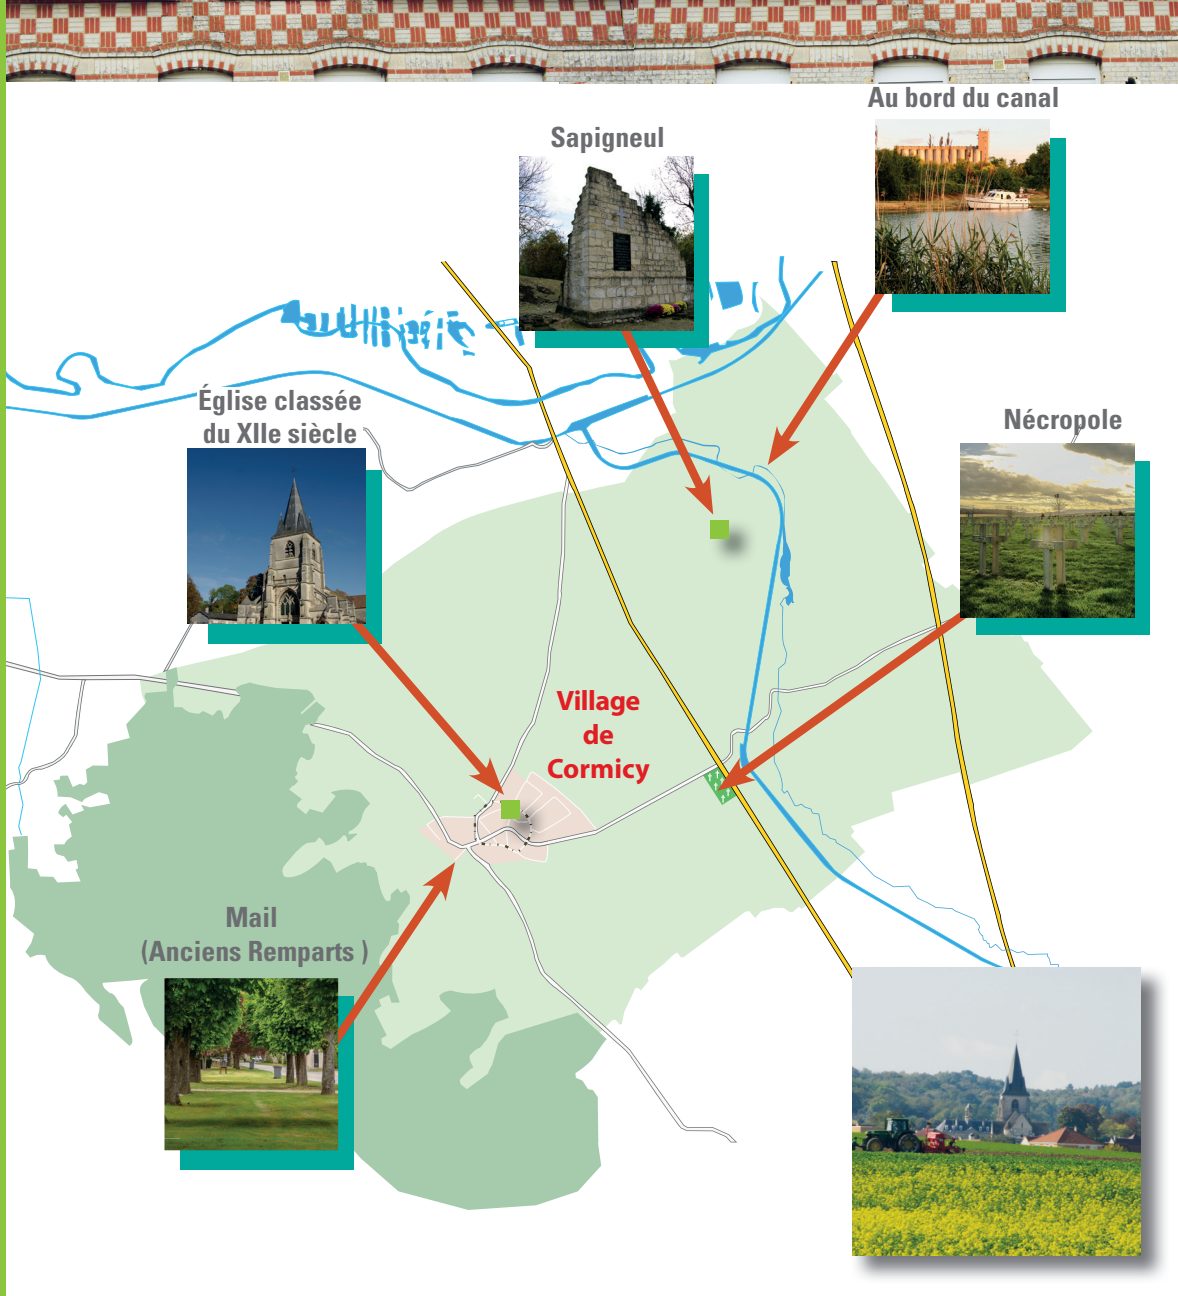 Au bord du canal
Sapigneul
Église classée
du XIIe siècle
Nécropole
Village
de
Cormicy
Mail
(Anciens Remparts )